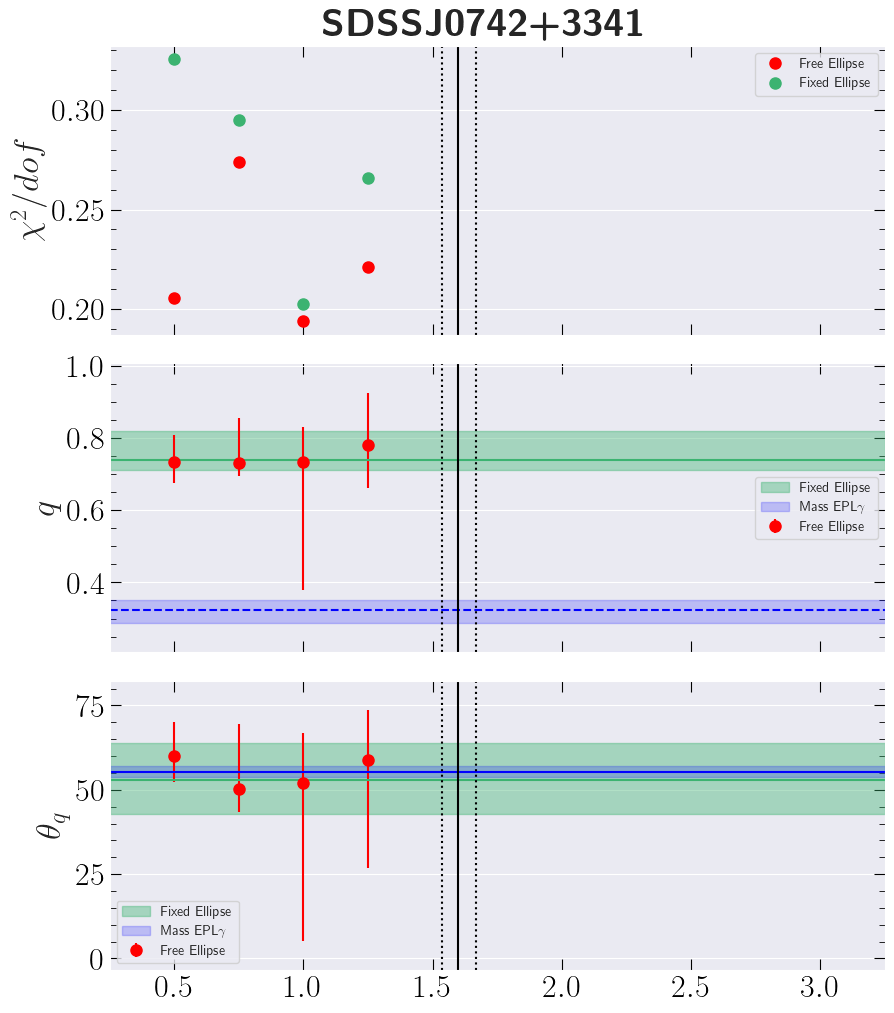 SDSSJ0742+3341
χ²/dof
0.30
0.25
0.20
Free Ellipse
Fixed Ellipse
q
1.0
0.8
0.6
0.4
Fixed Ellipse
Mass EPLγ
Free Ellipse
θq
75
50
25
0
Fixed Ellipse
Mass EPLγ
Free Ellipse
0.5 1.0 1.5 2.0 2.5 3.0